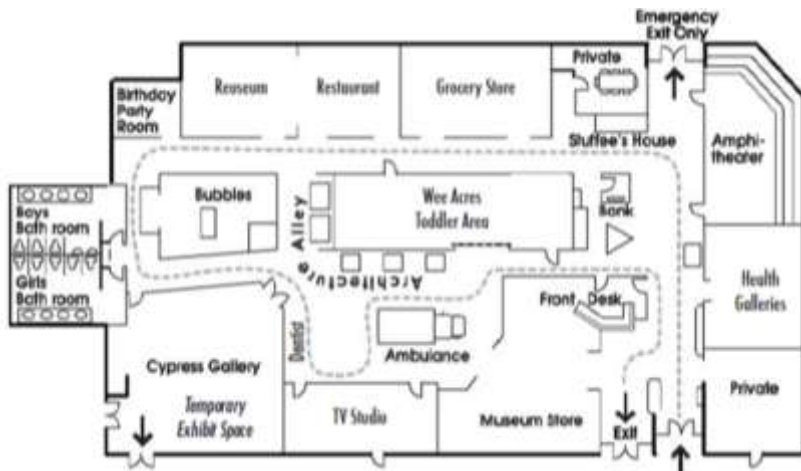 Emergency
Exit Only
Private
Birthday
Party
Room
Reuseum
Restaurant
Grocery Store
Stuffee's House
Amphi-
theater
Boys
Bath room
Girls
Bath room
Bubbles
Architecture Alley
Wee Acres
Toddler Area
Bank
Health
Galleries
Front Desk
Dentist
Ambulance
Cypress Gallery
Temporary
Exhibit Space
TV Studio
Museum Store
Exit
Private